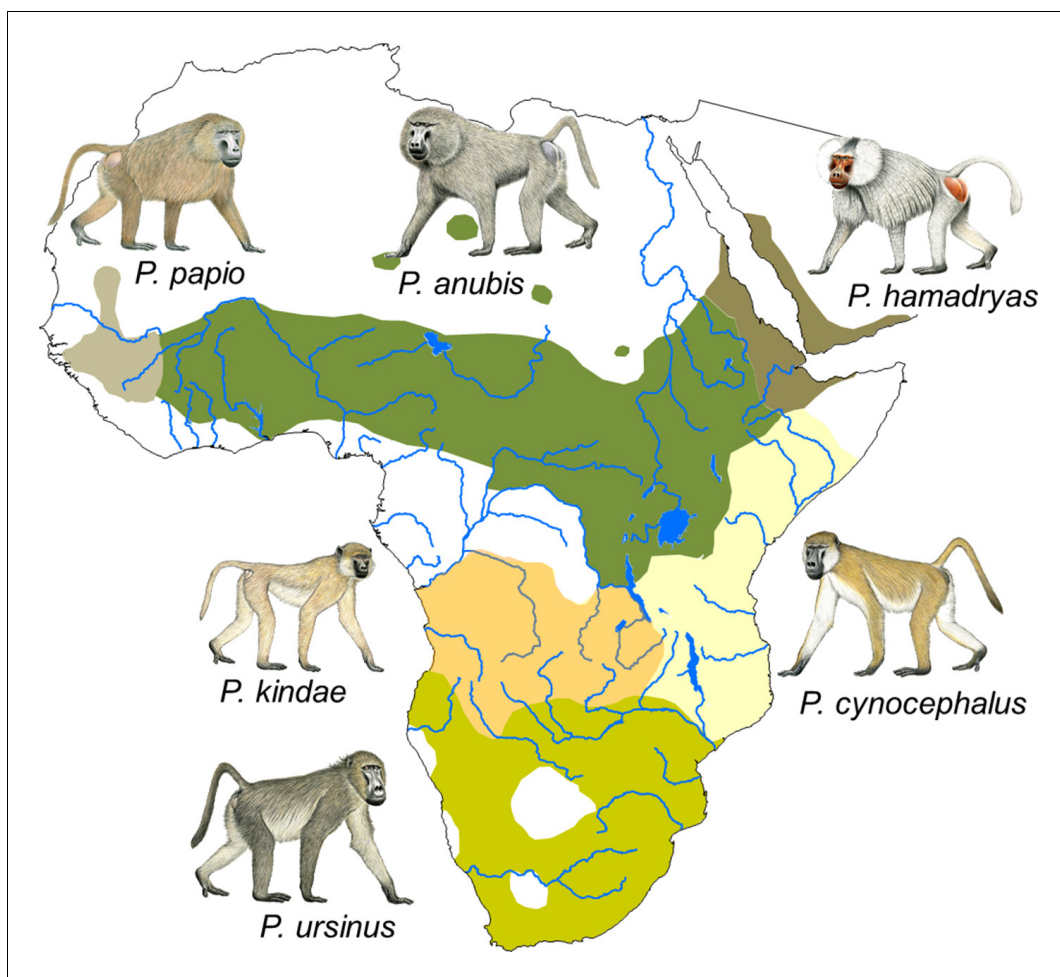 P. papio
P. anubis
P. hamadryas
P. kindae
P. cynocephalus
P. ursinus